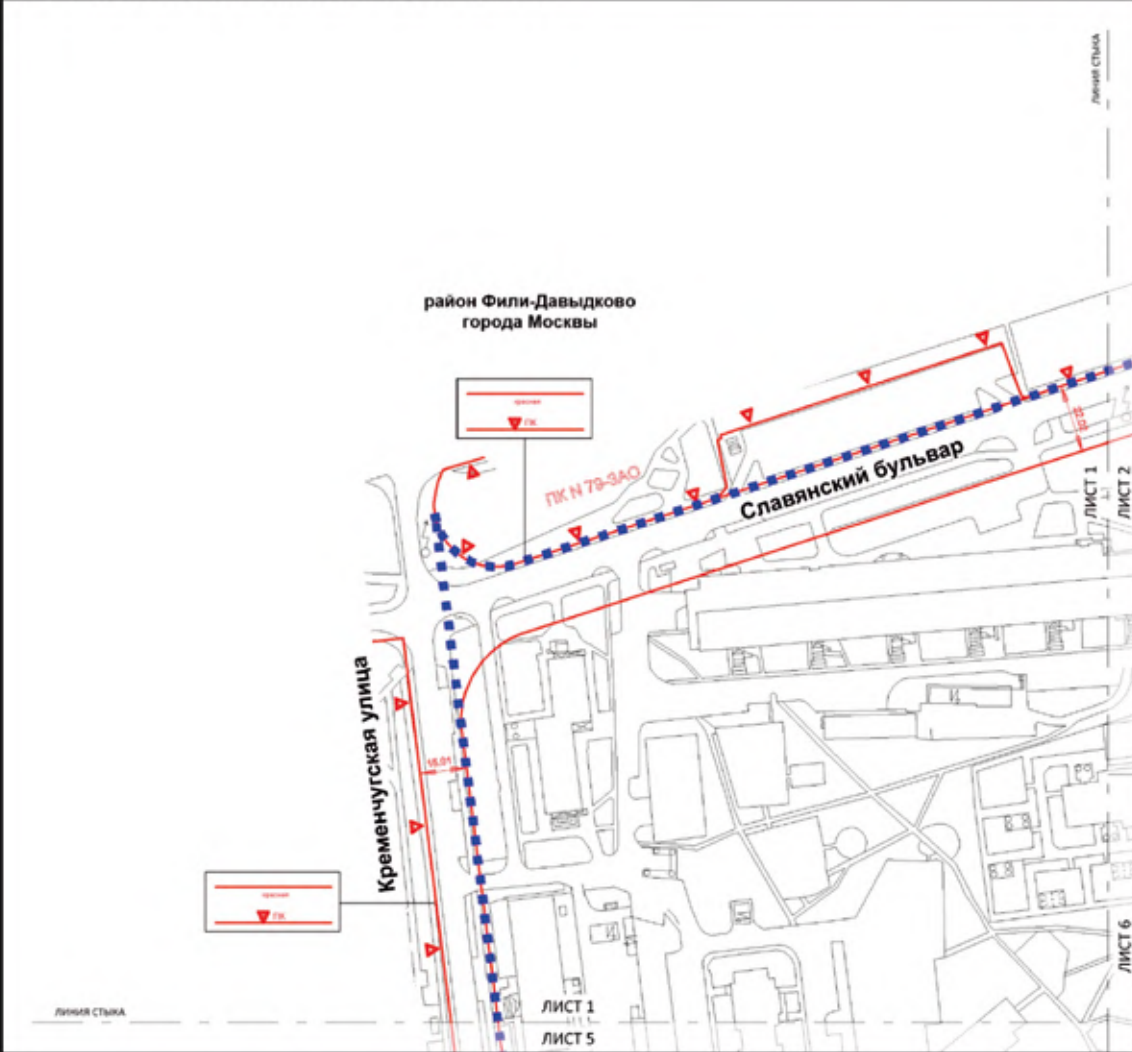 ЛИНИЯ СТЫКА
район Фили-Давыдково
города Москвы
красная
ПК
ПК N 79-ЗАО
Славянский бульвар
ЛИСТ 1
ЛИСТ 2
Кременчугская улица
красная
ПК
ЛИСТ 6
ЛИНИЯ СТЫКА
ЛИСТ 1
ЛИСТ 5